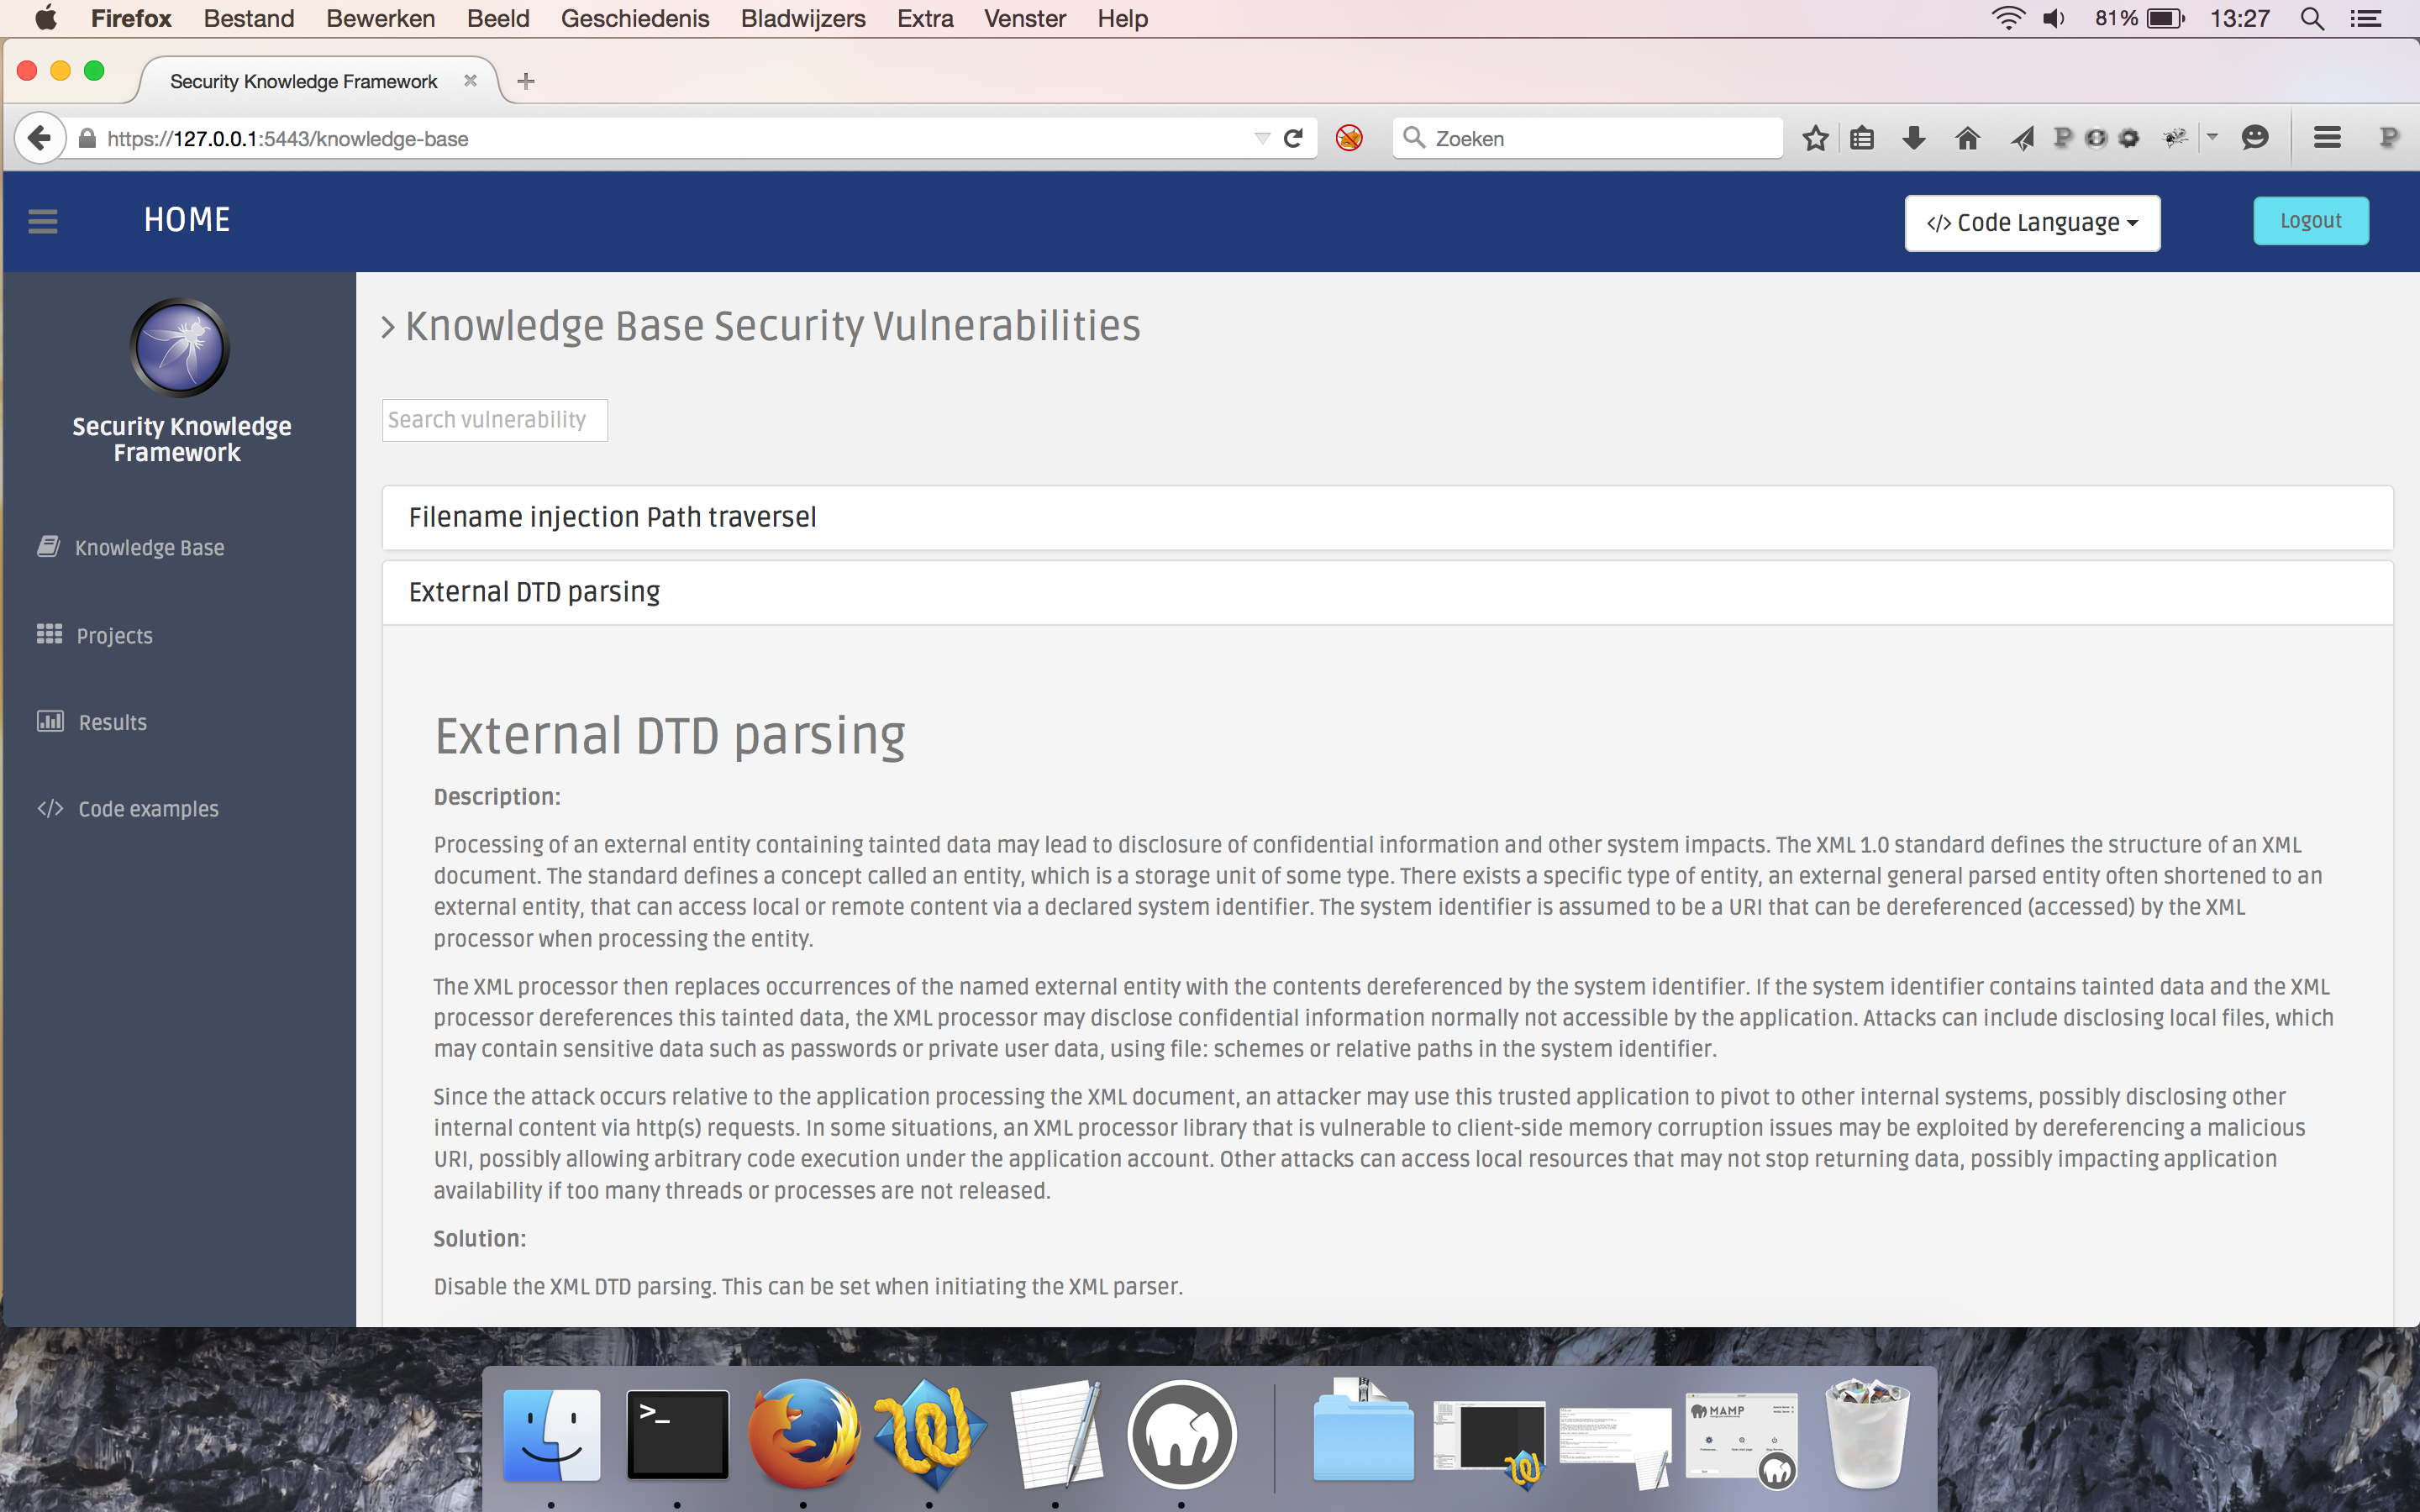 Firefox Bestand Bewerken Beeld Geschiedenis Bladwijzers Extra Venster Help 81% 13:27
Security Knowledge Framework
https://127.0.0.1:5443/knowledge-base Zoeken
HOME </> Code Language Logout
Security Knowledge
Framework
Knowledge Base
Projects
Results
</> Code examples
> Knowledge Base Security Vulnerabilities
Search vulnerability
Filename injection Path traversel
External DTD parsing
External DTD parsing
Description:
Processing of an external entity containing tainted data may lead to disclosure of confidential information and other system impacts. The XML 1.0 standard defines the structure of an XML
document. The standard defines a concept called an entity, which is a storage unit of some type. There exists a specific type of entity, an external general parsed entity often shortened to an
external entity, that can access local or remote content via a declared system identifier. The system identifier is assumed to be a URI that can be dereferenced (accessed) by the XML
processor when processing the entity.
The XML processor then replaces occurrences of the named external entity with the contents dereferenced by the system identifier. If the system identifier contains tainted data and the XML
processor dereferences this tainted data, the XML processor may disclose confidential information normally not accessible by the application. Attacks can include disclosing local files, which
may contain sensitive data such as passwords or private user data, using file: schemes or relative paths in the system identifier.
Since the attack occurs relative to the application processing the XML document, an attacker may use this trusted application to pivot to other internal systems, possibly disclosing other
internal content via http(s) requests. In some situations, an XML processor library that is vulnerable to client-side memory corruption issues may be exploited by dereferencing a malicious
URI, possibly allowing arbitrary code execution under the application account. Other attacks can access local resources that may not stop returning data, possibly impacting application
availability if too many threads or processes are not released.
Solution:
Disable the XML DTD parsing. This can be set when initiating the XML parser.
>_
MAMP